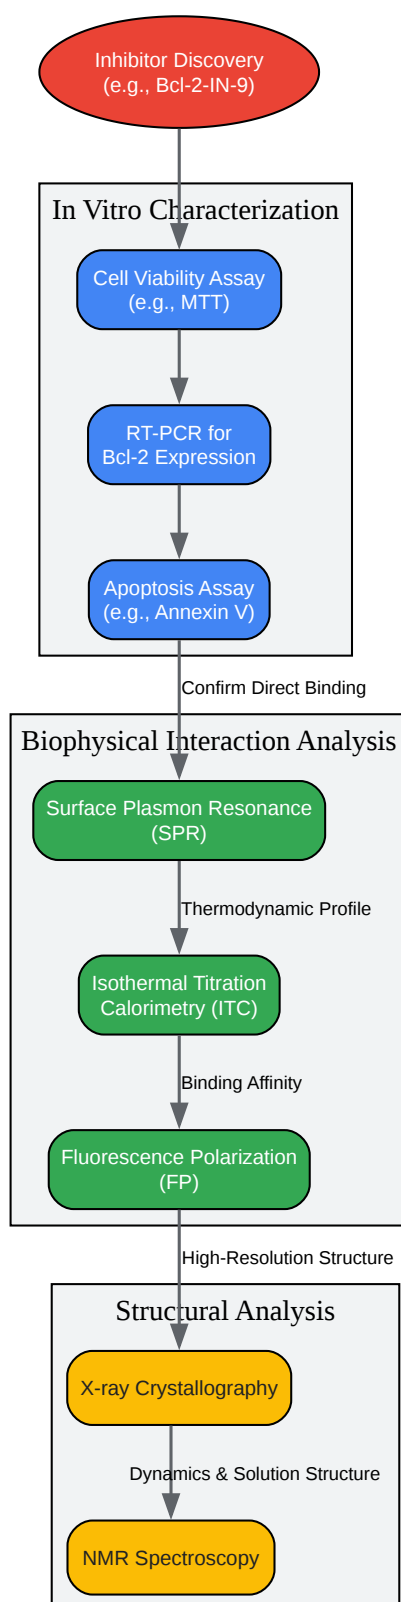 Inhibitor Discovery
(e.g., Bcl-2-IN-9)
In Vitro Characterization
Cell Viability Assay
(e.g., MTT)
RT-PCR for
Bcl-2 Expression
Apoptosis Assay
(e.g., Annexin V)
Confirm Direct Binding
Biophysical Interaction Analysis
Surface Plasmon Resonance
(SPR)
Thermodynamic Profile
Isothermal Titration
Calorimetry (ITC)
Binding Affinity
Fluorescence Polarization
(FP)
High-Resolution Structure
Structural Analysis
X-ray Crystallography
Dynamics & Solution Structure
NMR Spectroscopy